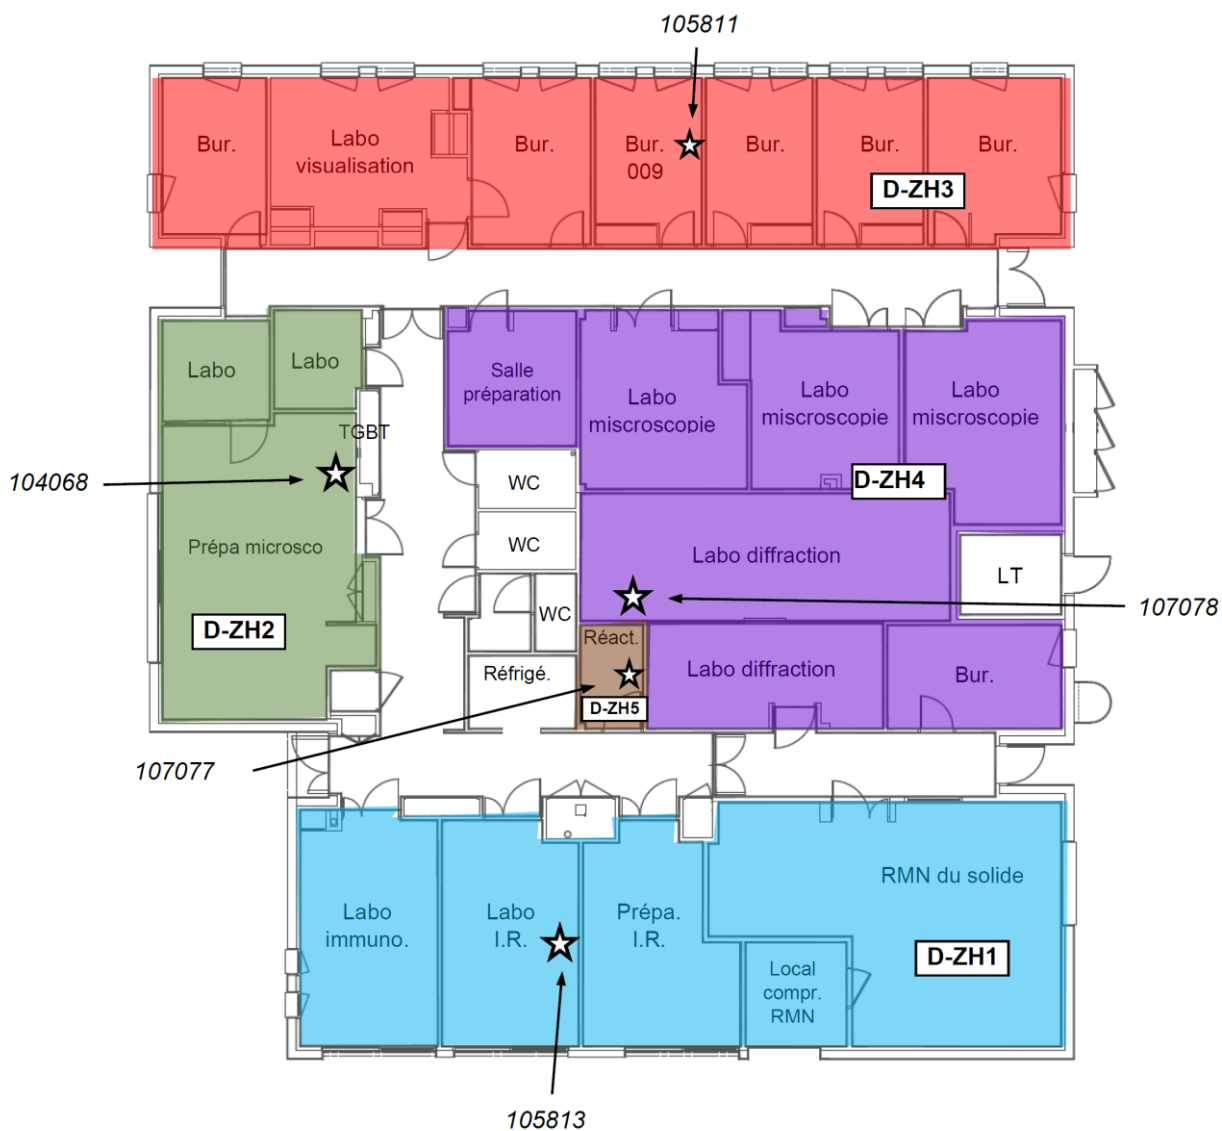 105811
Bur.
Labo
visualisation
Bur.
Bur.
009
Bur.
Bur.
Bur.
D-ZH3
Labo
Labo
Salle
préparation
Labo
miscroscopie
Labo
miscroscopie
Labo
miscroscopie
TGBT
104068
WC
D-ZH4
Prépa microsco
WC
Labo diffraction
LT
WC
107078
D-ZH2
Réact.
Réfrigé.
Labo diffraction
Bur.
D-ZH5
107077
RMN du solide
Labo
immuno.
Labo
I.R.
Prépa.
I.R.
D-ZH1
Local
compr.
RMN
105813